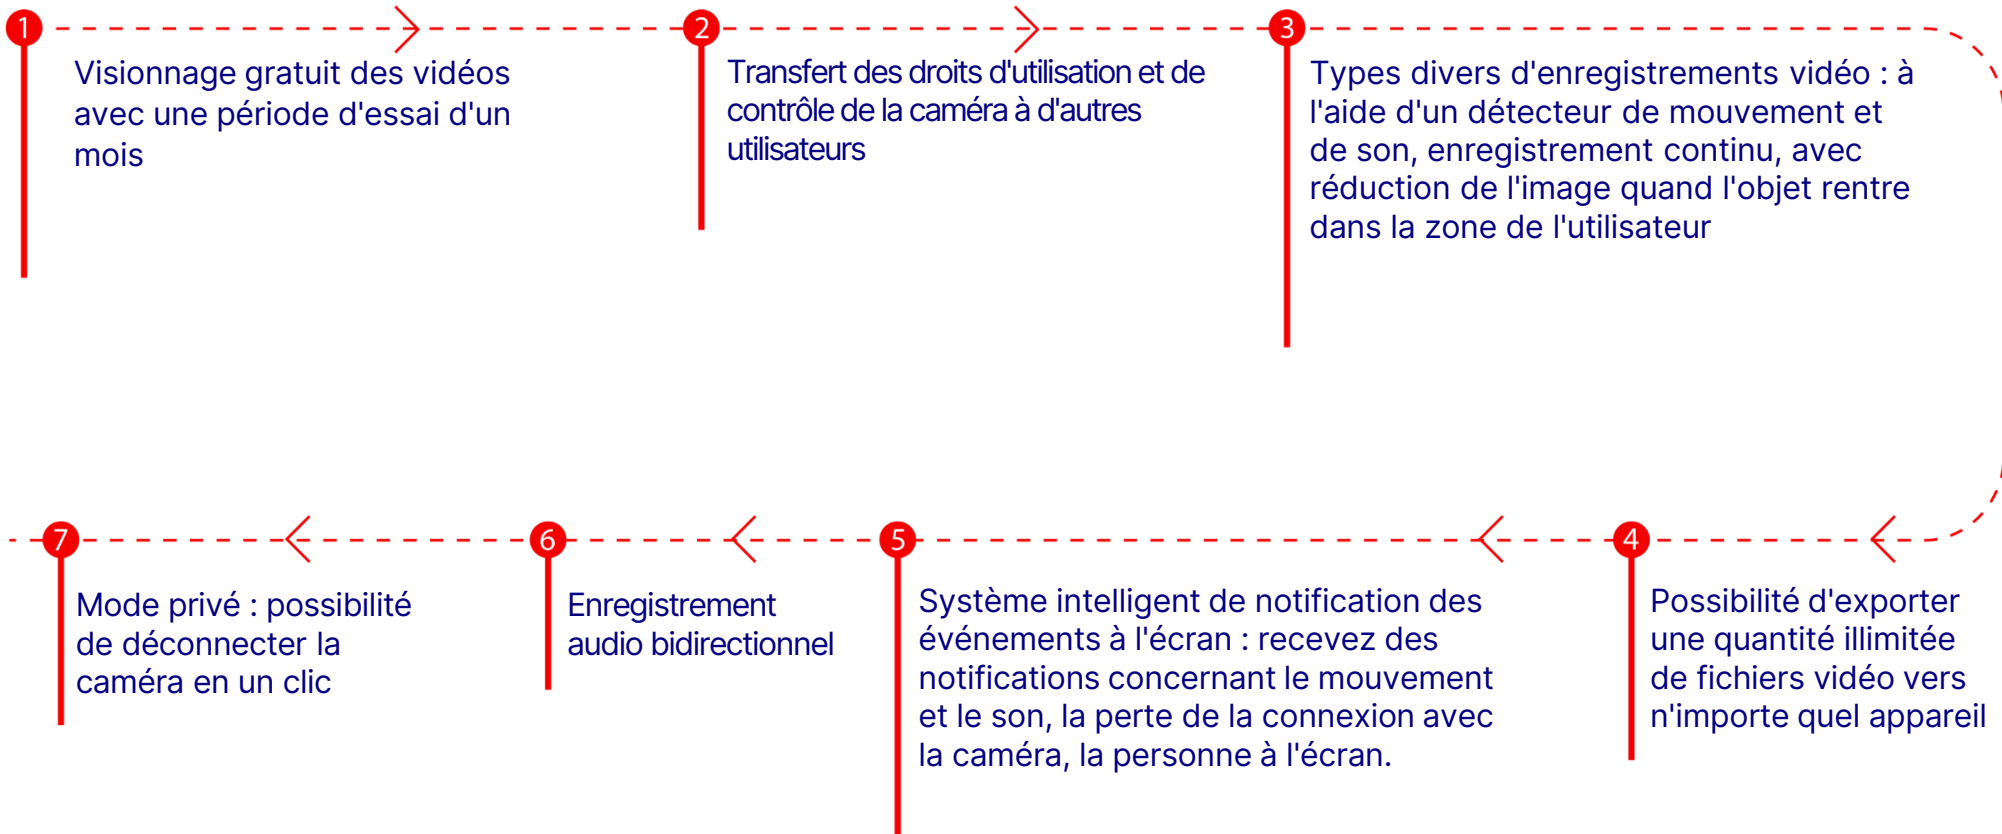 1
Visionnage gratuit des vidéos
avec une période d'essai d'un
mois
2
Transfert des droits d'utilisation et de
contrôle de la caméra à d'autres
utilisateurs
3
Types divers d'enregistrements vidéo : à
l'aide d'un détecteur de mouvement et
de son, enregistrement continu, avec
réduction de l'image quand l'objet rentre
dans la zone de l'utilisateur
4
Possibilité d'exporter
une quantité illimitée
de fichiers vidéo vers
n'importe quel appareil
5
Système intelligent de notification des
événements à l'écran : recevez des
notifications concernant le mouvement
et le son, la perte de la connexion avec
la caméra, la personne à l'écran.
6
Enregistrement
audio bidirectionnel
7
Mode privé : possibilité
de déconnecter la
caméra en un clic